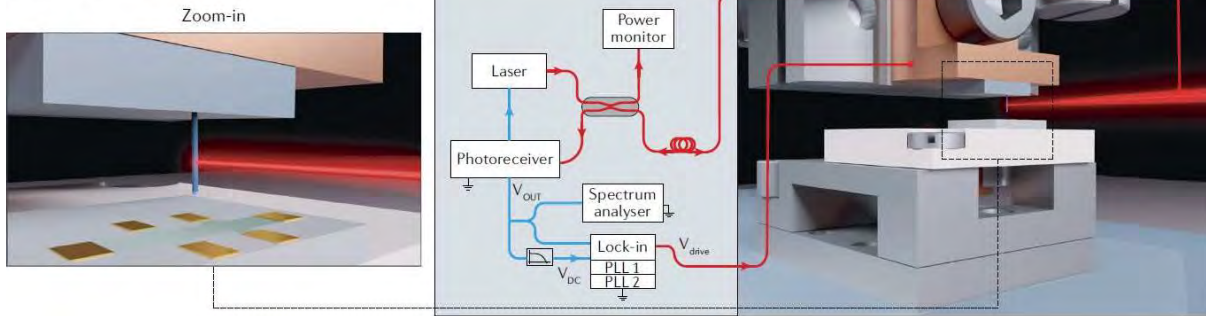 Zoom-in
Power
monitor
Laser
Photoreceiver
V_OUT
Spectrum
analyser
Lock-in
V_drive
PLL 1
V_DC
PLL 2